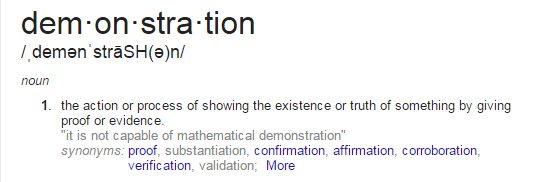 dem·on·stra·tion
/ˌdemənˈstrāSH(ə)n/
noun
1. the action or process of showing the existence or truth of something by giving
proof or evidence.
"it is not capable of mathematical demonstration"
synonyms: proof, substantiation, confirmation, affirmation, corroboration,
verification, validation; More